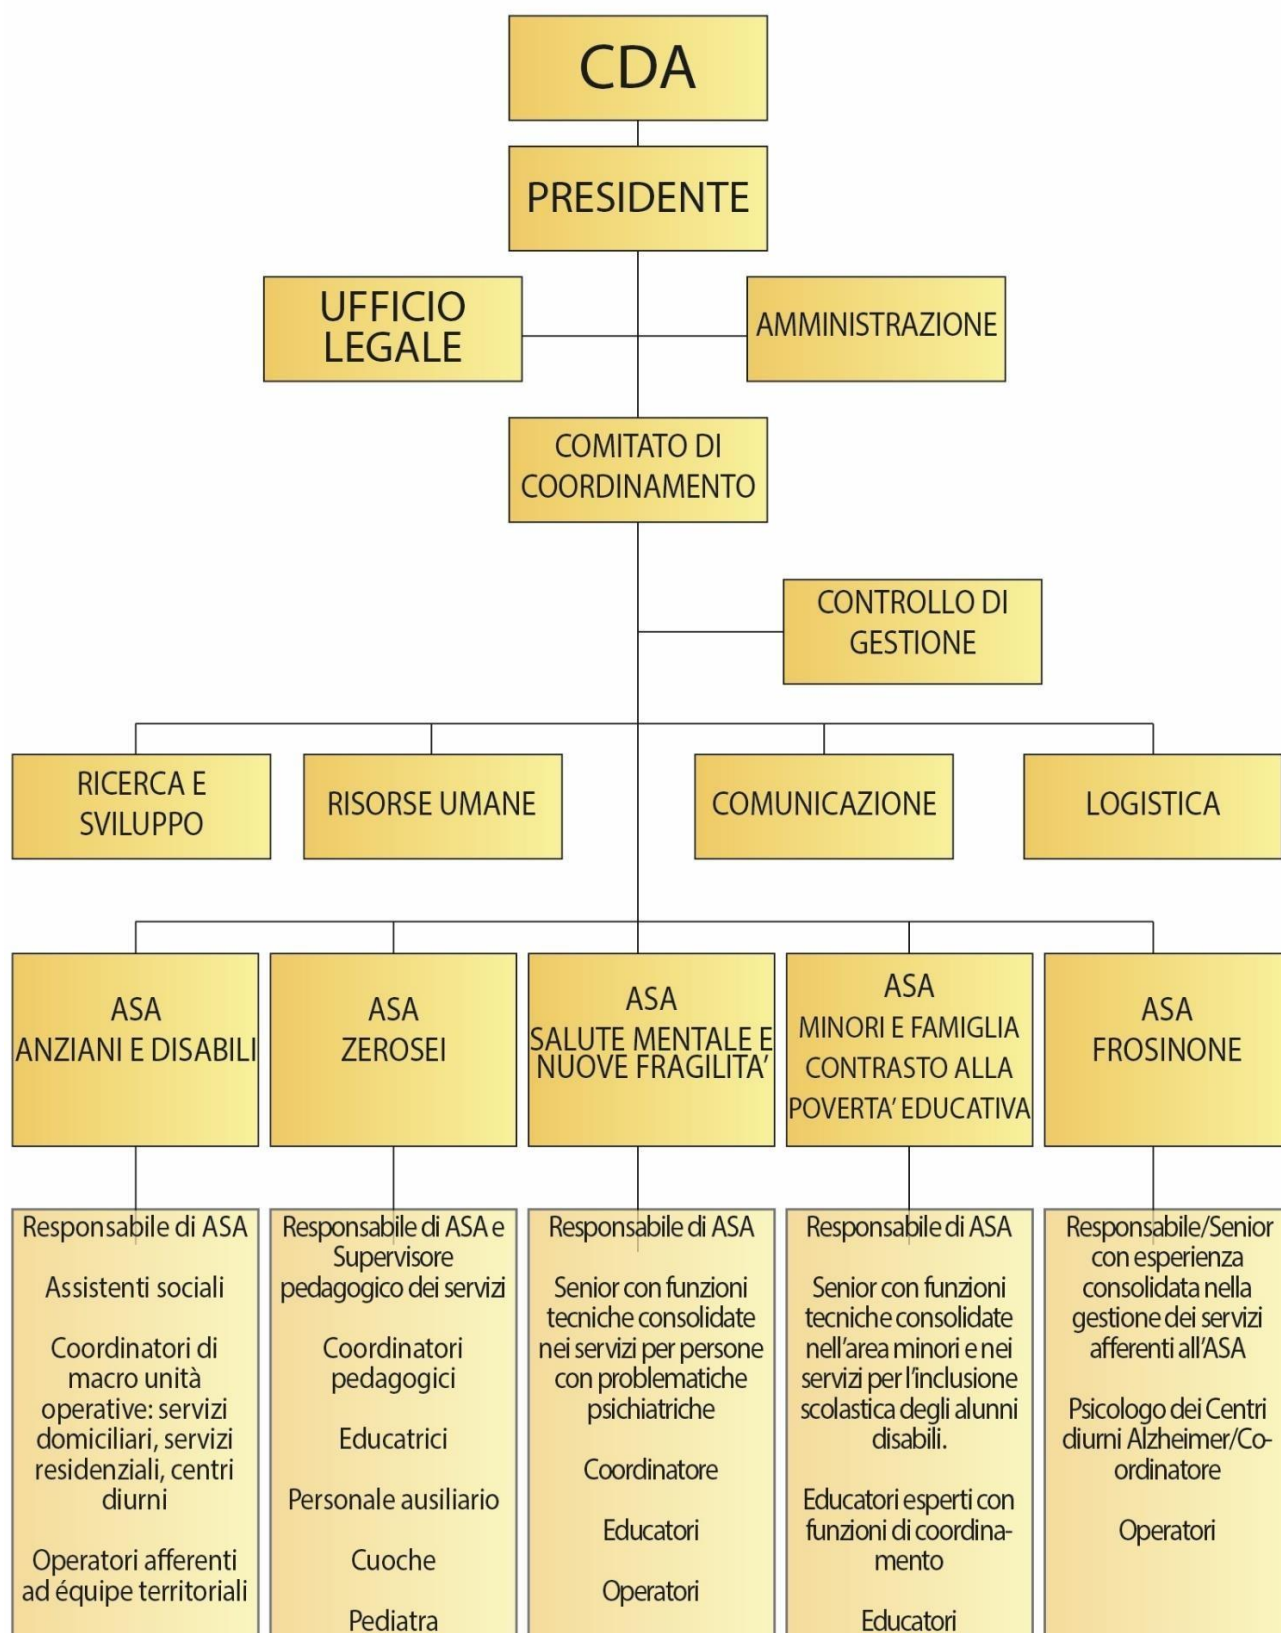 CDA
PRESIDENTE
UFFICIO
LEGALE
AMMINISTRAZIONE
COMITATO DI
COORDINAMENTO
CONTROLLO DI
GESTIONE
RICERCA E
SVILUPPO
RISORSE UMANE
COMUNICAZIONE
LOGISTICA
ASA
ANZIANI E DISABILI
ASA
ZEROSEI
ASA
SALUTE MENTALE E
NUOVE FRAGILITA'
ASA
MINORI E FAMIGLIA
CONTRASTO ALLA
POVERTA' EDUCATIVA
ASA
FROSINONE
Responsabile di ASA
Assistenti sociali
Coordinatori di
macro unità
operative: servizi
domiciliari, servizi
residenziali, centri
diurni
Operatori afferenti
ad équipe territoriali
Responsabile di ASA e
Supervisore
pedagogico dei servizi
Coordinatori
pedagogici
Educatrici
Personale ausiliario
Cuoche
Pediatra
Responsabile di ASA
Senior con funzioni
tecniche consolidate
nei servizi per persone
con problematiche
psichiatriche
Coordinatore
Educatori
Operatori
Responsabile di ASA
Senior con funzioni
tecniche consolidate
nell'area minori e nei
servizi per l'inclusione
scolastica degli alunni
disabili.
Educatori esperti con
funzioni di coordina-
mento
Educatori
Responsabile/Senior
con esperienza
consolidata nella
gestione dei servizi
afferenti all'ASA
Psicologo dei Centri
diurni Alzheimer/Co-
ordinatore
Operatori